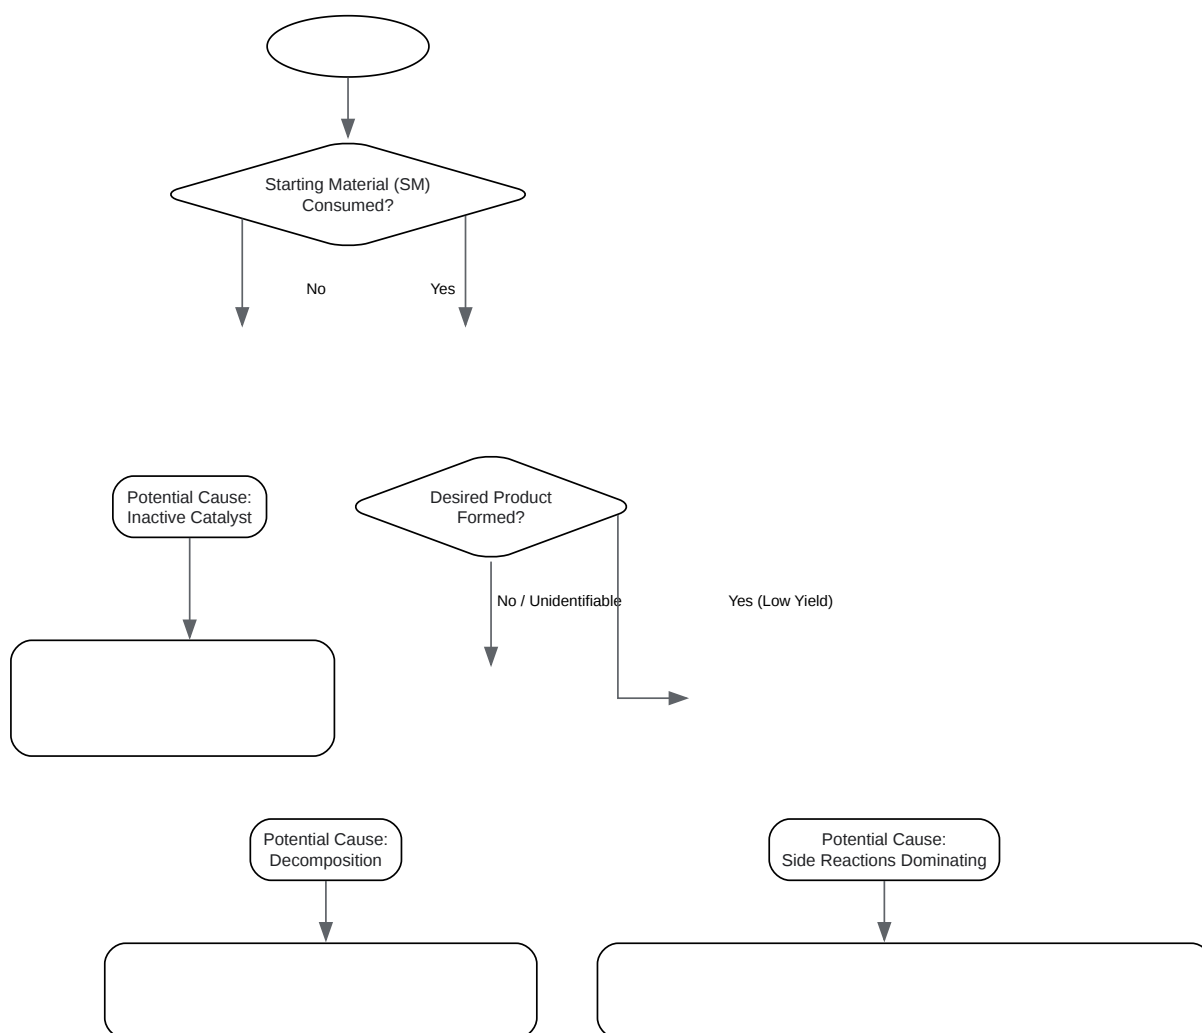 Starting Material (SM)
Consumed?
No
Yes
Potential Cause:
Inactive Catalyst
Desired Product
Formed?
No / Unidentifiable
Yes (Low Yield)
Potential Cause:
Decomposition
Potential Cause:
Side Reactions Dominating